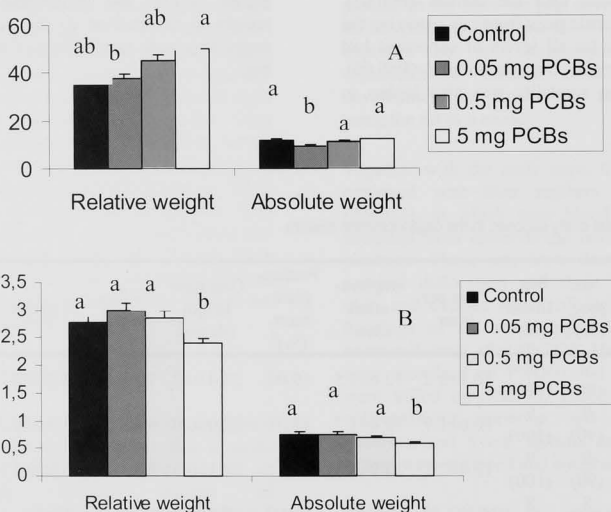 60
40
20
0
ab b ab a
a b a a
A
Relative weight Absolute weight
Control
0.05 mg PCBs
0.5 mg PCBs
5 mg PCBs
3,5
3
2,5
2
1,5
1
0,5
0
a a a b
a a a b
B
Relative weight Absolute weight
Control
0.05 mg PCBs
0.5 mg PCBs
5 mg PCBs